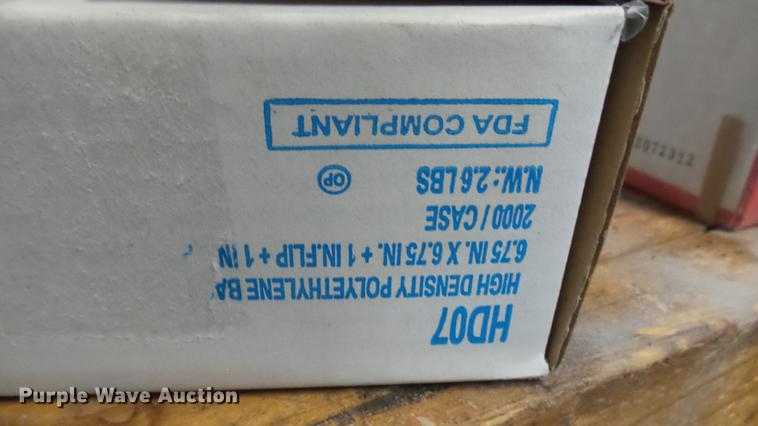 HD07
HIGH DENSITY POLYETHYLENE
6.75 IN. X 6.75 IN. + 1 IN.FLIP + 1 IN
2000 / CASE
N.W.: 2.6 LBS OP
FDA COMPLIANT
1072312
Purple Wave Auction